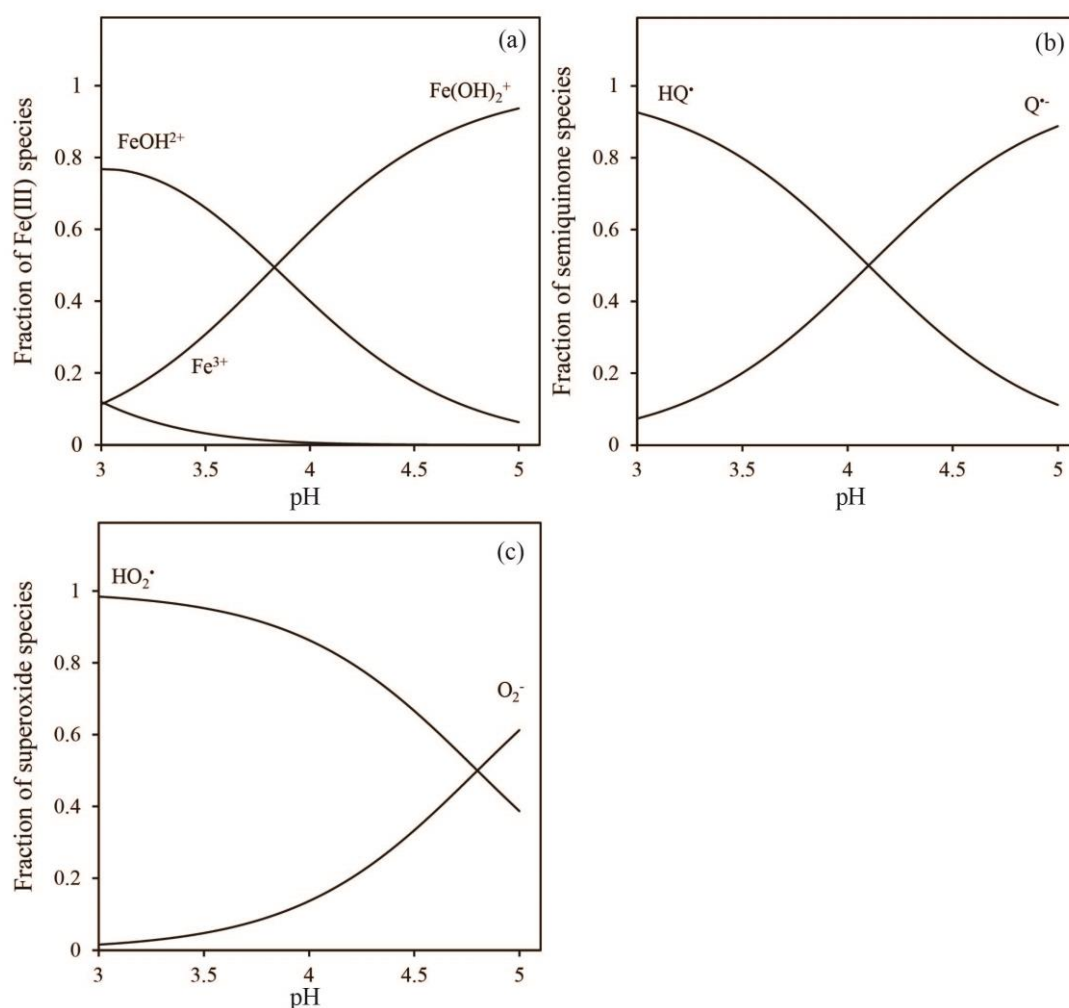 (a)
Fraction of Fe(III) species
1
0.8
0.6
0.4
0.2
0
FeOH²⁺
Fe(OH)₂⁺
Fe³⁺
3 3.5 4 4.5 5
pH
(b)
Fraction of semiquinone species
1
0.8
0.6
0.4
0.2
0
HQ•
Q•⁻
3 3.5 4 4.5 5
pH
(c)
Fraction of superoxide species
1
0.8
0.6
0.4
0.2
0
HO₂•
O₂⁻
3 3.5 4 4.5 5
pH